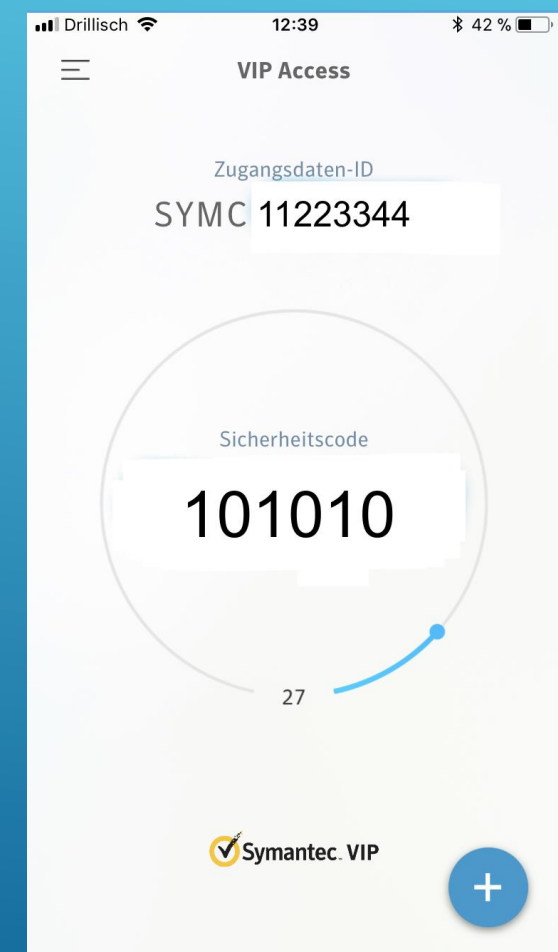 Drillisch 12:39 42 %
VIP Access
Zugangsdaten-ID
SYMC 11223344
Sicherheitscode
101010
27
Symantec. VIP
+